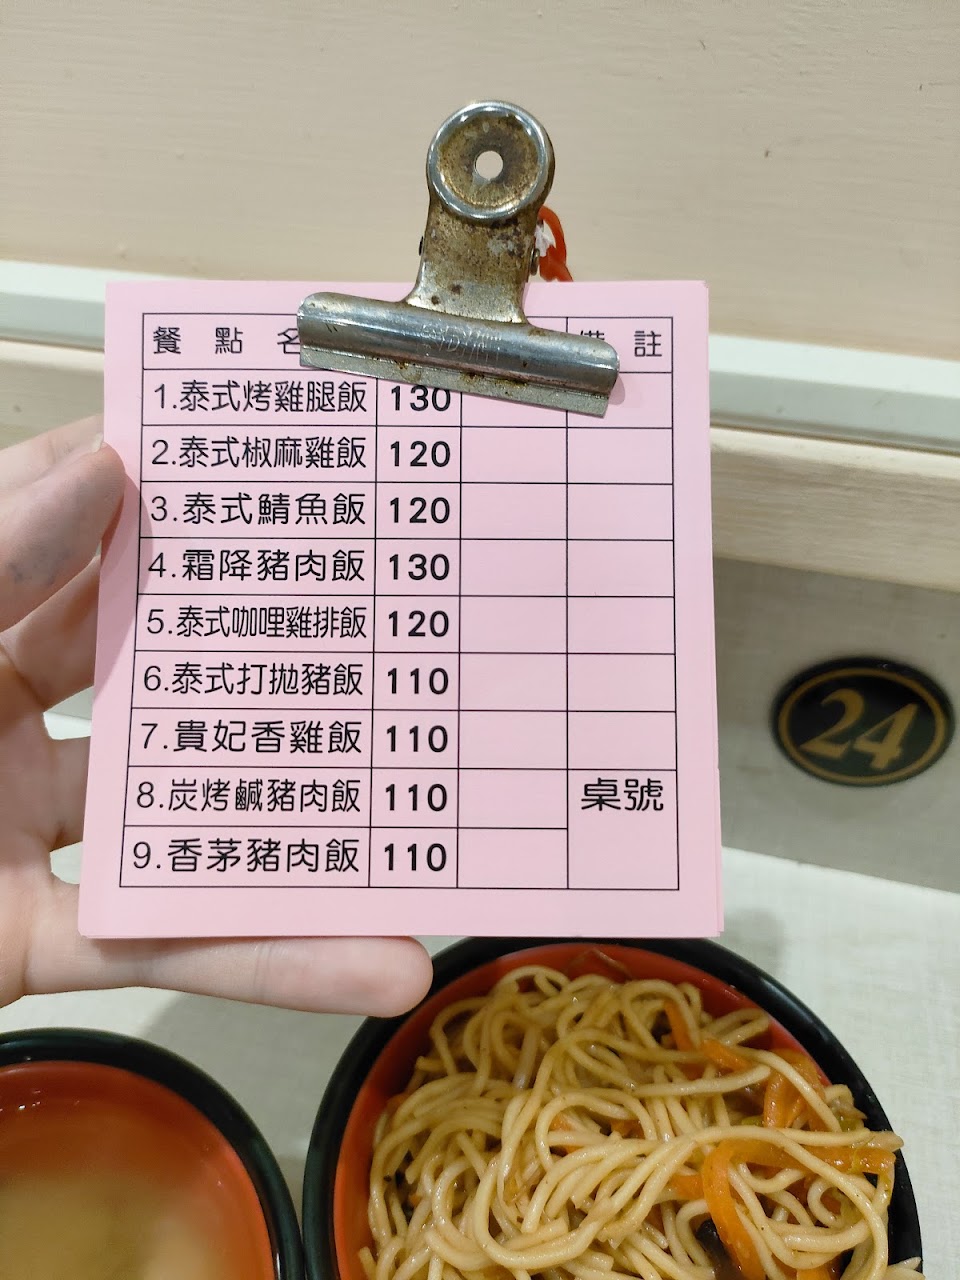 餐 點 名
註
1.泰式烤雞腿飯 130
2.泰式椒麻雞飯 120
3.泰式鯖魚飯 120
4.霜降豬肉飯 130
5.泰式咖哩雞排飯 120
6.泰式打拋豬飯 110
7.貴妃香雞飯 110
8.炭烤鹹豬肉飯 110
桌號
9.香茅豬肉飯 110
24